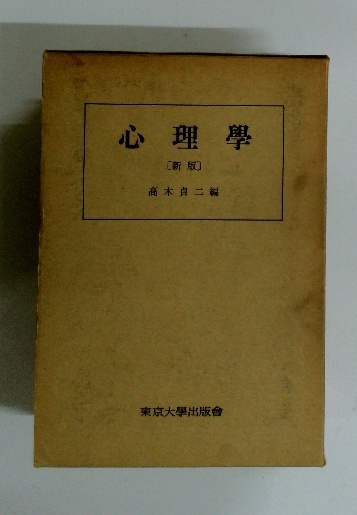 心理學
〔新版〕
高木貞二編
東京大學出版會